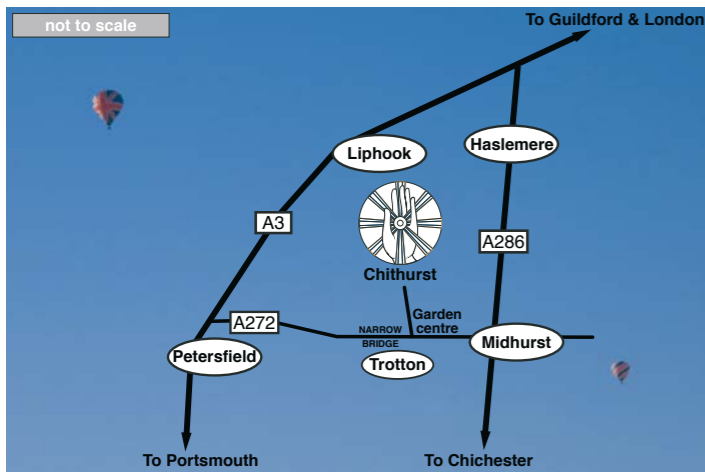 not to scale
To Guildford & London
Liphook
Haslemere
A3
A286
Chithurst
Garden
centre
A272
NARROW
BRIDGE
Petersfield
Trotton
Midhurst
To Portsmouth
To Chichester